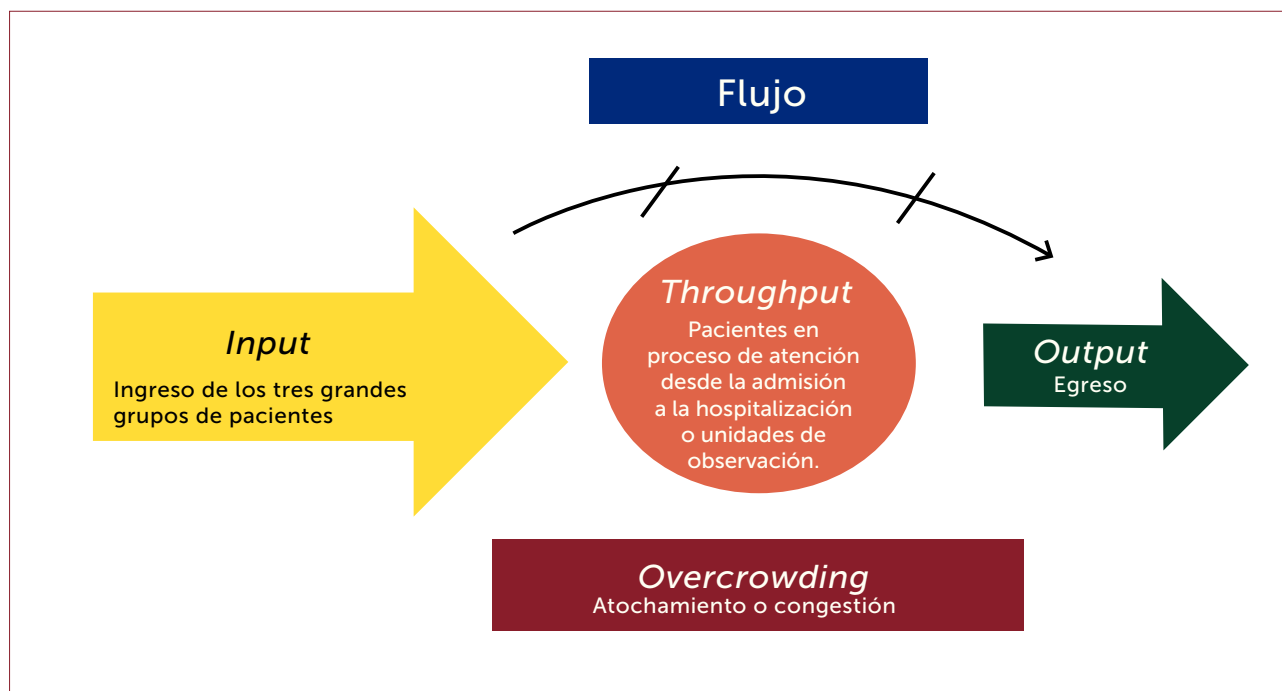 Flujo
Input
Ingreso de los tres grandes
grupos de pacientes
Throughput
Pacientes en
proceso de atención
desde la admisión
a la hospitalización
o unidades de
observación.
Output
Egreso
Overcrowding
Atochamiento o congestión